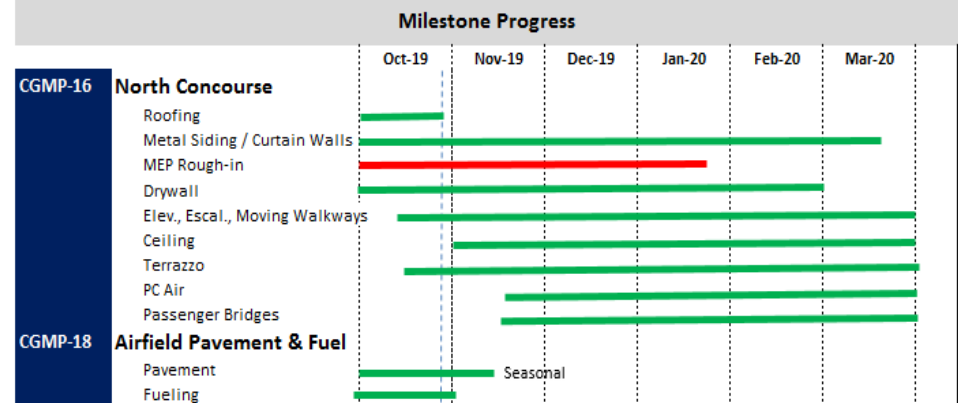 Milestone Progress
Oct-19 Nov-19 Dec-19 Jan-20 Feb-20 Mar-20
CGMP-16 North Concourse
Roofing
Metal Siding / Curtain Walls
MEP Rough-in
Drywall
Elev., Escal., Moving Walkways
Ceiling
Terrazzo
PC Air
Passenger Bridges
CGMP-18 Airfield Pavement & Fuel
Pavement Seasonal
Fueling